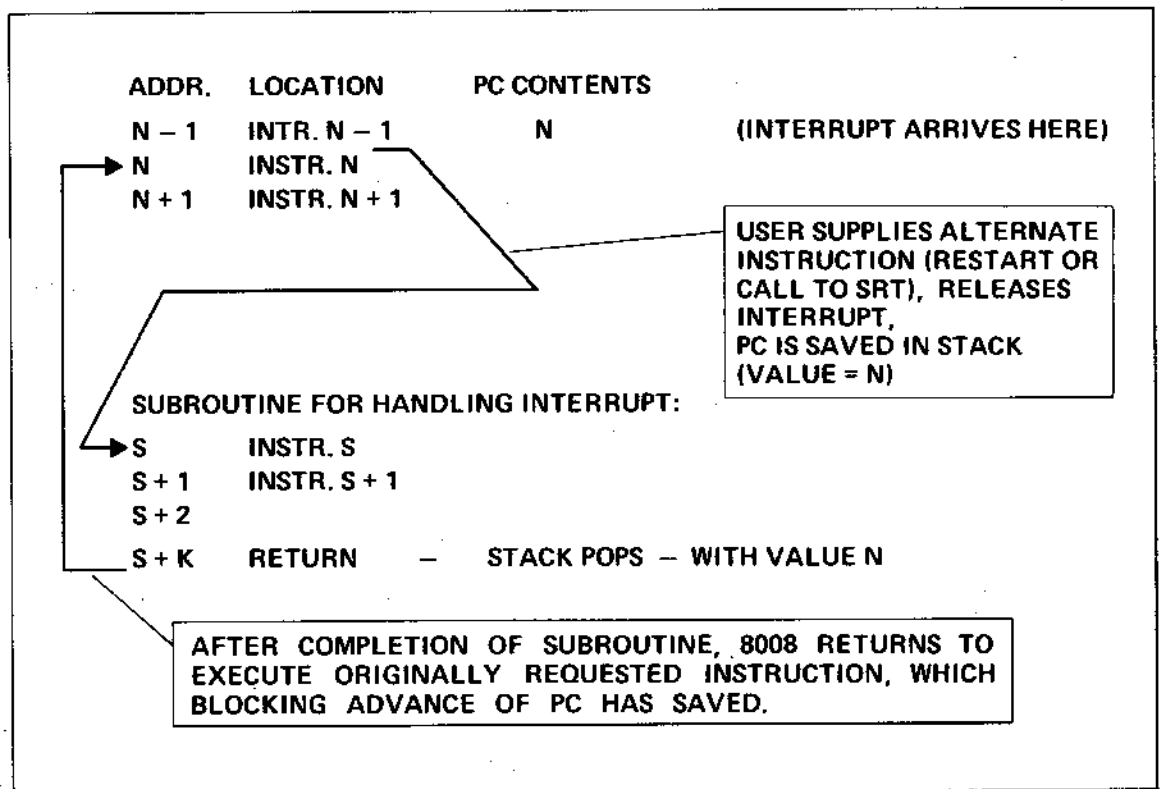 ADDR. LOCATION PC CONTENTS
N – 1 INTR. N – 1 N (INTERRUPT ARRIVES HERE)
N INSTR. N
N + 1 INSTR. N + 1
USER SUPPLIES ALTERNATE
INSTRUCTION (RESTART OR
CALL TO SRT), RELEASES
INTERRUPT,
PC IS SAVED IN STACK
(VALUE = N)
SUBROUTINE FOR HANDLING INTERRUPT:
S INSTR. S
S + 1 INSTR. S + 1
S + 2
S + K RETURN – STACK POPS – WITH VALUE N
AFTER COMPLETION OF SUBROUTINE, 8008 RETURNS TO
EXECUTE ORIGINALLY REQUESTED INSTRUCTION, WHICH
BLOCKING ADVANCE OF PC HAS SAVED.